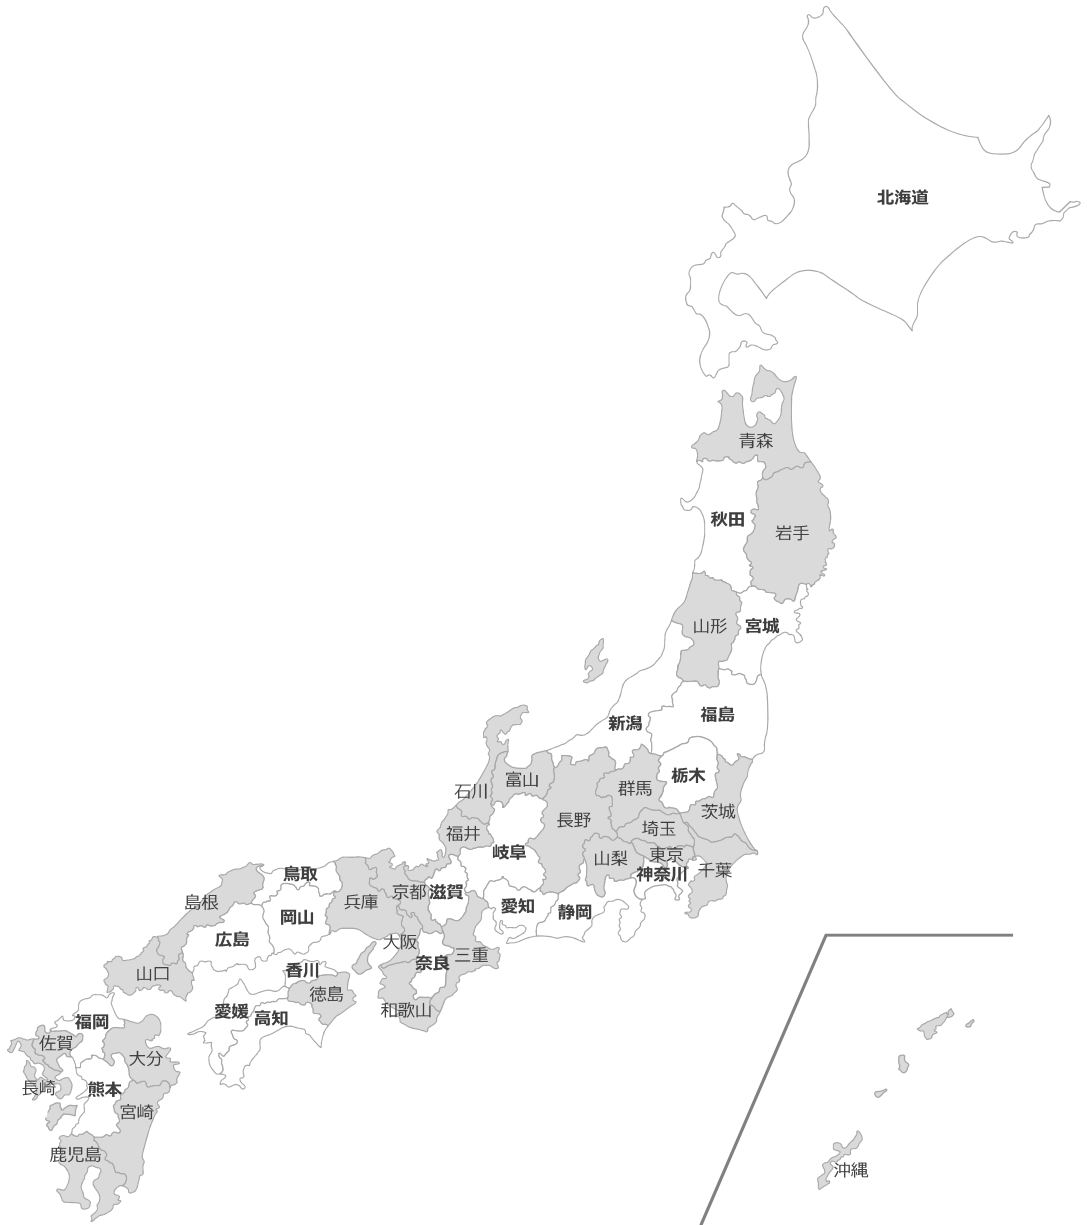 北海道
青森
秋田
岩手
山形
宮城
福島
新潟
栃木
富山
群馬
石川
茨城
長野
埼玉
福井
岐阜
東京
山梨
千葉
神奈川
鳥取
京都
滋賀
兵庫
島根
愛知
静岡
岡山
広島
大阪
三重
奈良
香川
山口
徳島
和歌山
愛媛
高知
福岡
佐賀
大分
長崎
熊本
宮崎
鹿児島
沖縄